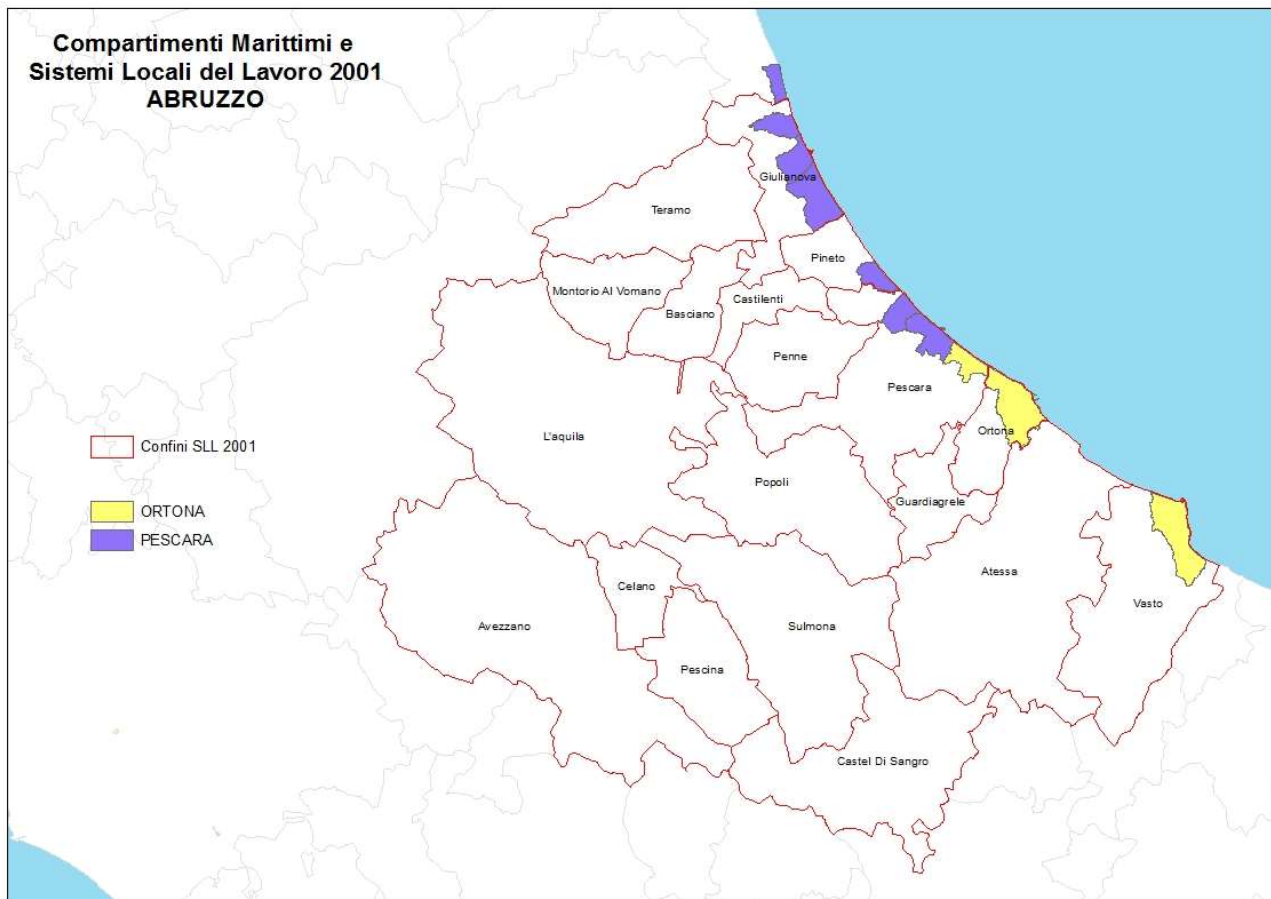 Compartimenti Marittimi e
Sistemi Locali del Lavoro 2001
ABRUZZO
Giulianova
Teramo
Pineto
Montorio Al Vomano
Castilenti
Basciano
Penne
Pescara
Ortona
L'aquila
Confini SLL 2001
Popoli
Guardiagrele
ORTONA
PESCARA
Atessa
Celano
Vasto
Avezzano
Sulmona
Pescina
Castel Di Sangro